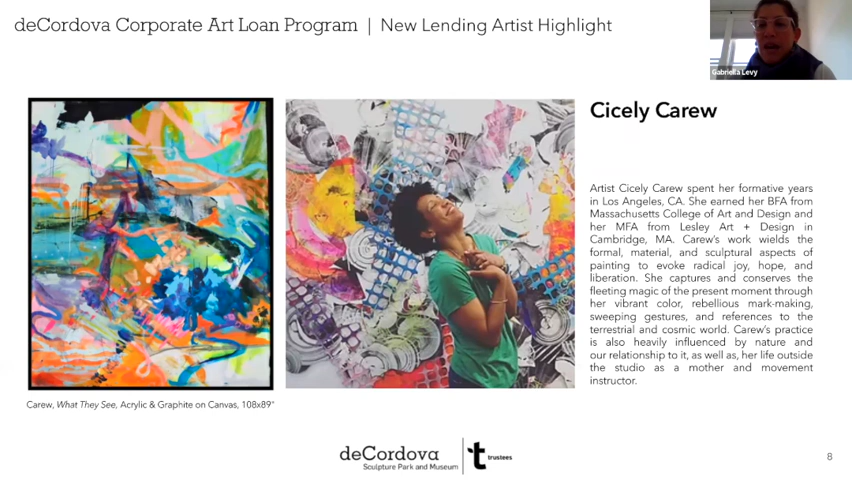 deCordova Corporate Art Loan Program | New Lending Artist Highlight
Gabriella Levy
Cicely Carew
Artist Cicely Carew spent her formative years
in Los Angeles, CA. She earned her BFA from
Massachusetts College of Art and Design and
her MFA from Lesley Art + Design in
Cambridge, MA. Carew's work wields the
formal, material, and sculptural aspects of
painting to evoke radical joy, hope, and
liberation. She captures and conserves the
fleeting magic of the present moment through
her vibrant color, rebellious mark-making,
sweeping gestures, and references to the
terrestrial and cosmic world. Carew's practice
is also heavily influenced by nature and
our relationship to it, as well as, her life outside
the studio as a mother and movement
instructor.
Carew, What They See, Acrylic & Graphite on Canvas, 108x89"
deCordova
Sculpture Park and Museum
t trustees
8